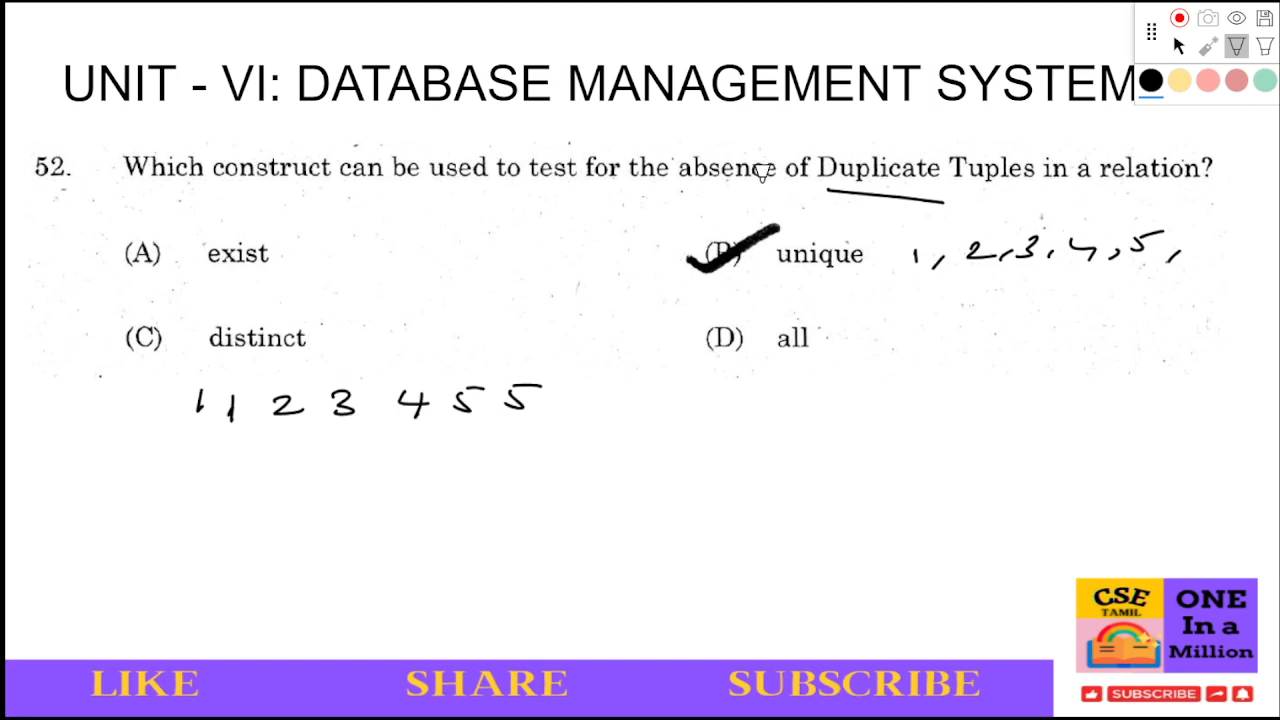 UNIT - VI: DATABASE MANAGEMENT SYSTEM
52. Which construct can be used to test for the absence of Duplicate Tuples in a relation?
(A) exist
(B) unique 1, 2, 3, 4, 5,
(C) distinct
(D) all
1 1 2 3 4 5 5
CSE
TAMIL
ONE
In a
Million
LIKE SHARE SUBSCRIBE
SUBSCRIBE